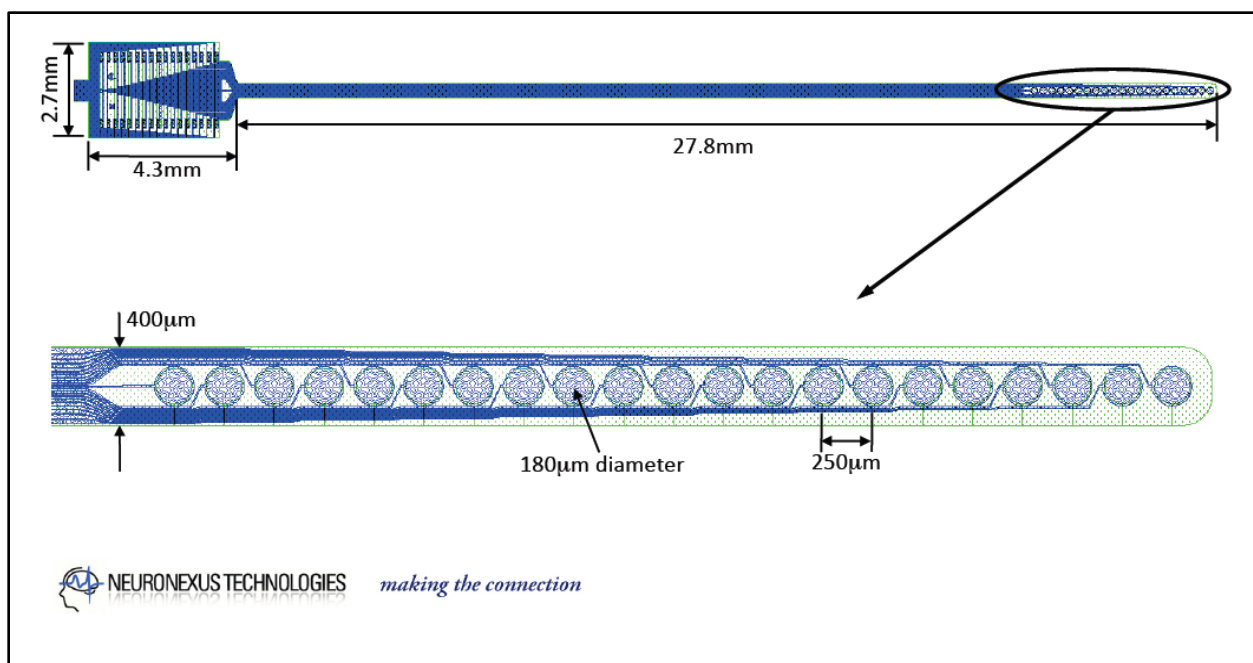 2.7mm
4.3mm
27.8mm
400μm
180μm diameter
250μm
NEURONEXUS TECHNOLOGIES making the connection